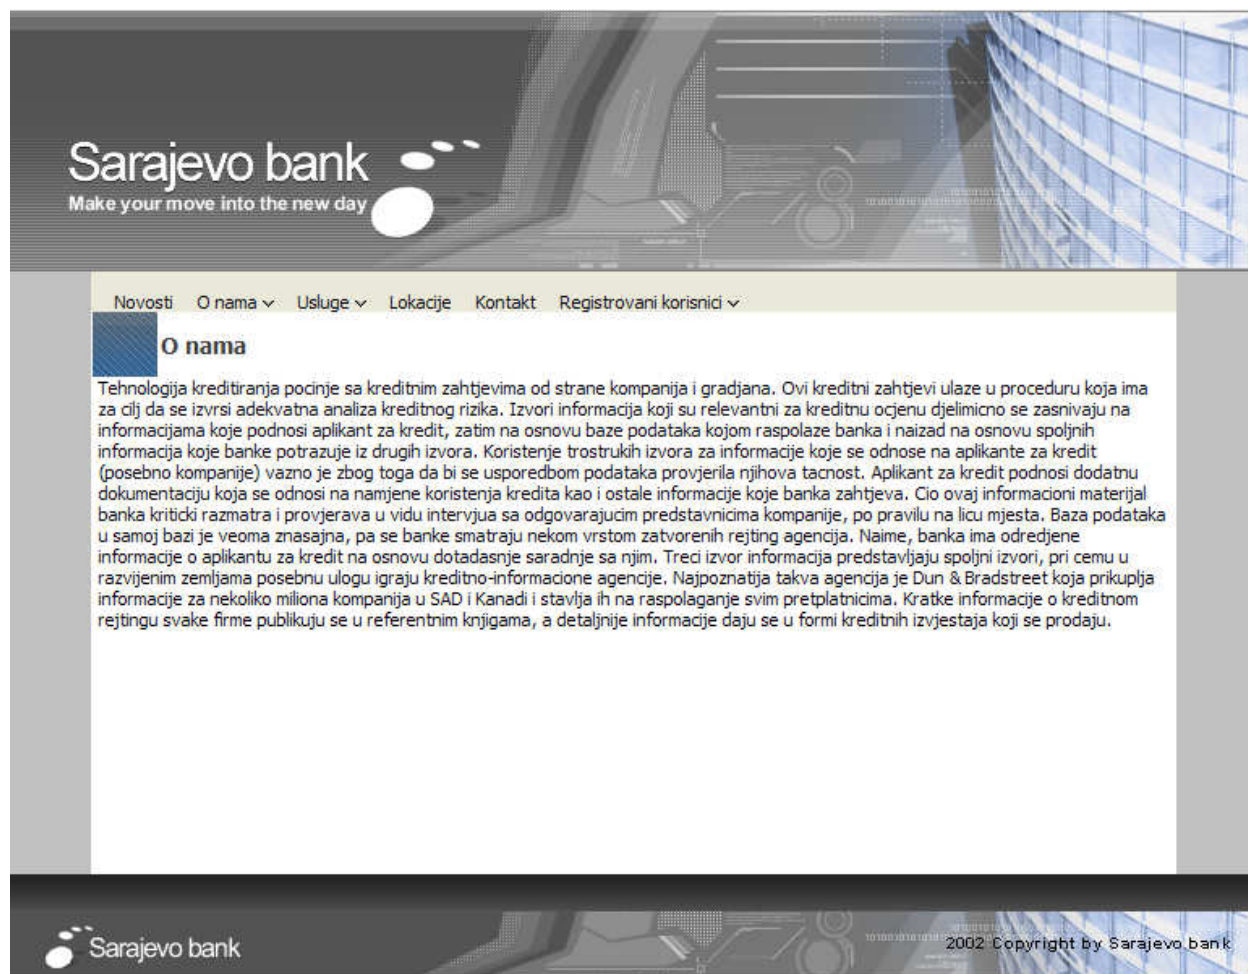 Sarajevo bank
Make your move into the new day
Novosti O nama Usluge Lokacije Kontakt Registrovani korisnici
O nama
Tehnologija kreditiranja pocinje sa kreditnim zahtjevima od strane kompanija i gradjana. Ovi kreditni zahtjevi ulaze u proceduru koja ima
za cilj da se izvrsi adekvatna analiza kreditnog rizika. Izvori informacija koji su relevantni za kreditnu ocjenu djelimicno se zasnivaju na
informacijama koje podnosi aplikant za kredit, zatim na osnovu baze podataka kojom raspolaze banka i naizad na osnovu spoljnih
informacija koje banke potrazuje iz drugih izvora. Koristenje trostrukih izvora za informacije koje se odnose na aplikante za kredit
(posebno kompanije) vazno je zbog toga da bi se usporedbom podataka provjerila njihova tacnost. Aplikant za kredit podnosi dodatnu
dokumentaciju koja se odnosi na namjene koristenja kredita kao i ostale informacije koje banka zahtjeva. Cio ovaj informacioni materijal
banka kriticki razmatra i provjerava u vidu intervjua sa odgovarajucim predstavnicima kompanije, po pravilu na licu mjesta. Baza podataka
u samoj bazi je veoma znasajna, pa se banke smatraju nekom vrstom zatvorenih rejting agencija. Naime, banka ima odredjene
informacije o aplikantu za kredit na osnovu dotadasnje saradnje sa njim. Treci izvor informacija predstavljaju spoljni izvori, pri cemu u
razvijenim zemljama posebnu ulogu igraju kreditno-informacione agencije. Najpoznatija takva agencija je Dun & Bradstreet koja prikuplja
informacije za nekoliko miliona kompanija u SAD i Kanadi i stavlja ih na raspolaganje svim pretplatnicima. Kratke informacije o kreditnom
rejtingu svake firme publikuju se u referentnim knjigama, a detaljnije informacije daju se u formi kreditnih izvjestaja koji se prodaju.
Sarajevo bank
2002 Copyright by Sarajevo bank